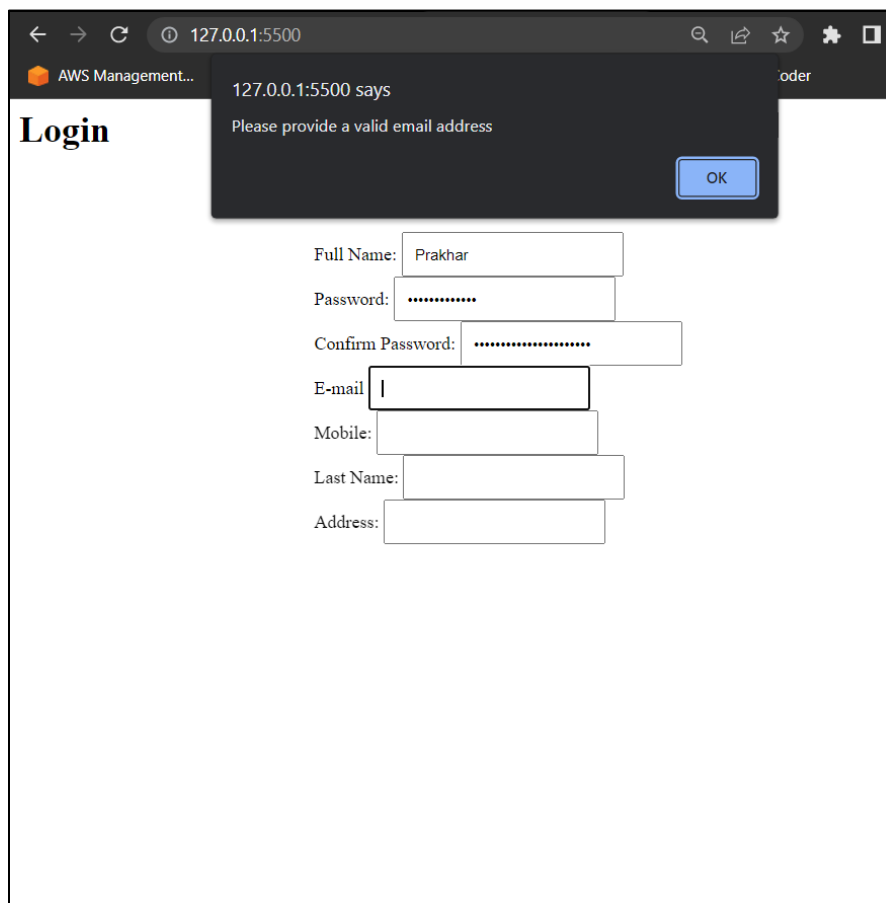 127.0.0.1:5500
AWS Management...
oder
127.0.0.1:5500 says
Please provide a valid email address
OK
Login
Full Name: Prakhar
Password: •••••••••••••
Confirm Password: ••••••••••••••••••••••
E-mail
Mobile:
Last Name:
Address: